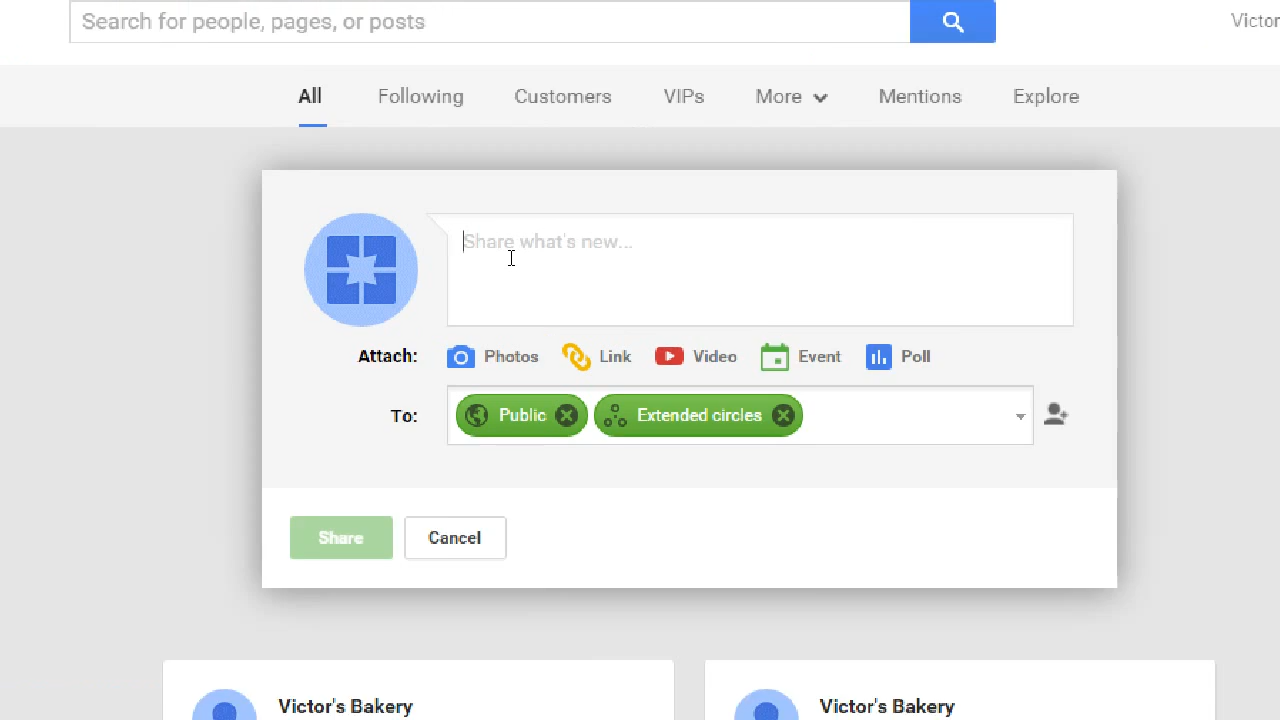 Search for people, pages, or posts
Victor
All Following Customers VIPs More Mentions Explore
Share what's new...
Attach: Photos Link Video Event Poll
To: Public Extended circles
Share Cancel
Victor's Bakery Victor's Bakery